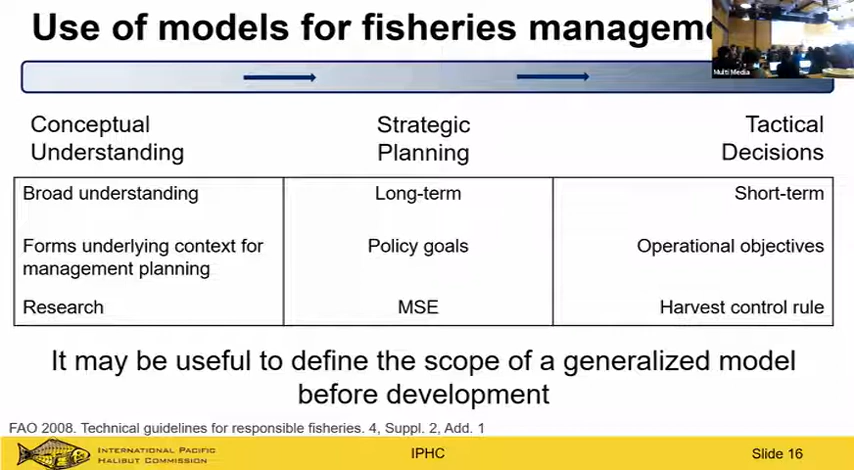 Use of models for fisheries manageme
Multi Media
Conceptual
Understanding
Strategic
Planning
Tactical
Decisions
Broad understanding
Long-term
Short-term
Forms underlying context for
management planning
Policy goals
Operational objectives
Research
MSE
Harvest control rule
It may be useful to define the scope of a generalized model
before development
FAO 2008. Technical guidelines for responsible fisheries. 4, Suppl. 2, Add. 1
INTERNATIONAL PACIFIC
HALIBUT COMMISSION
IPHC
Slide 16